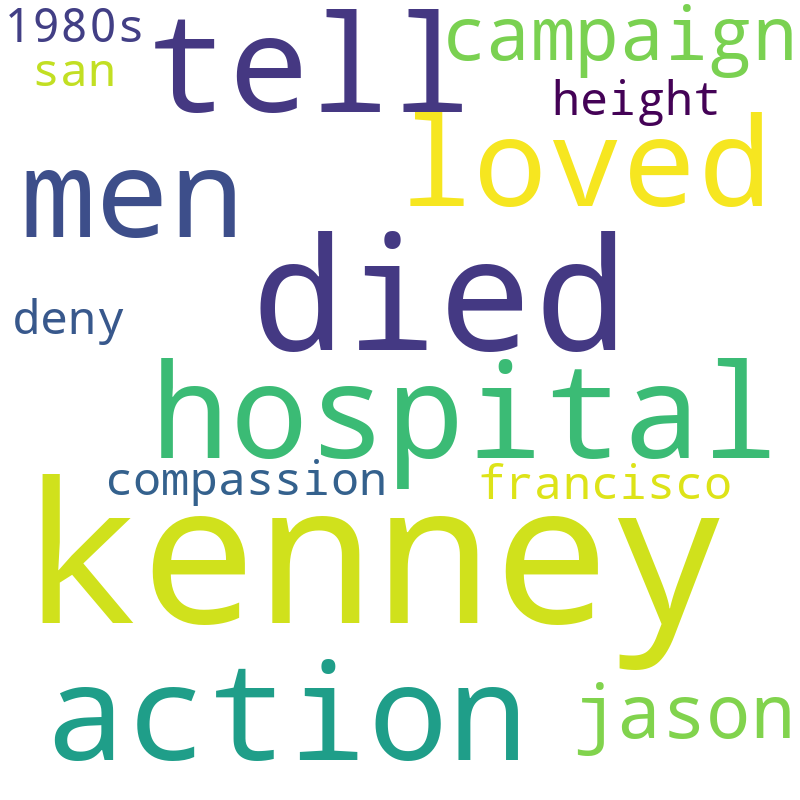 1980s
tell
campaign
san
height
men
loved
died
deny
hospital
compassion
francisco
kenney
action
jason